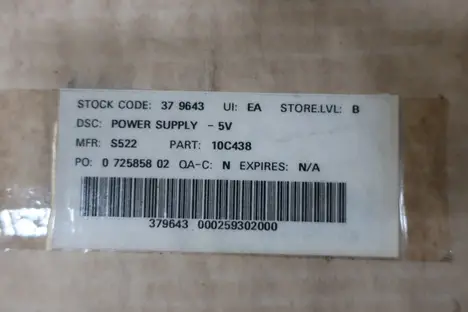 STOCK CODE: 37 9643 UI: EA STORE.LVL: B
DSC: POWER SUPPLY - 5V
MFR: S522 PART: 10C438
PO: 0 725858 02 QA-C: N EXPIRES: N/A
379643 000259302000